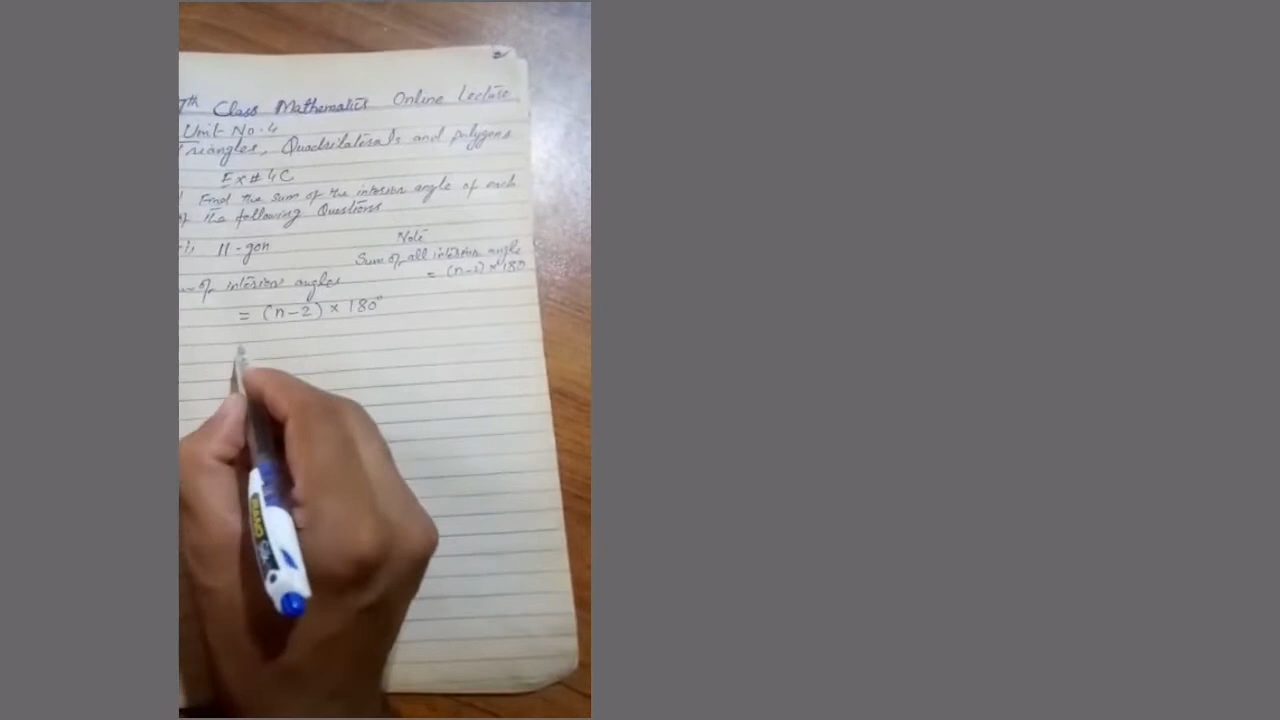 7th Class Mathematics Online Lecture
Unit No. 4
Triangles, Quadrilaterals and polygons
Ex # 4C
Find the sum of the interior angle of each
of the following Questions
i, 11-gon
Note
Sum of all interior angle
= (n-2) × 180
of interior angles
= (n-2) × 180°